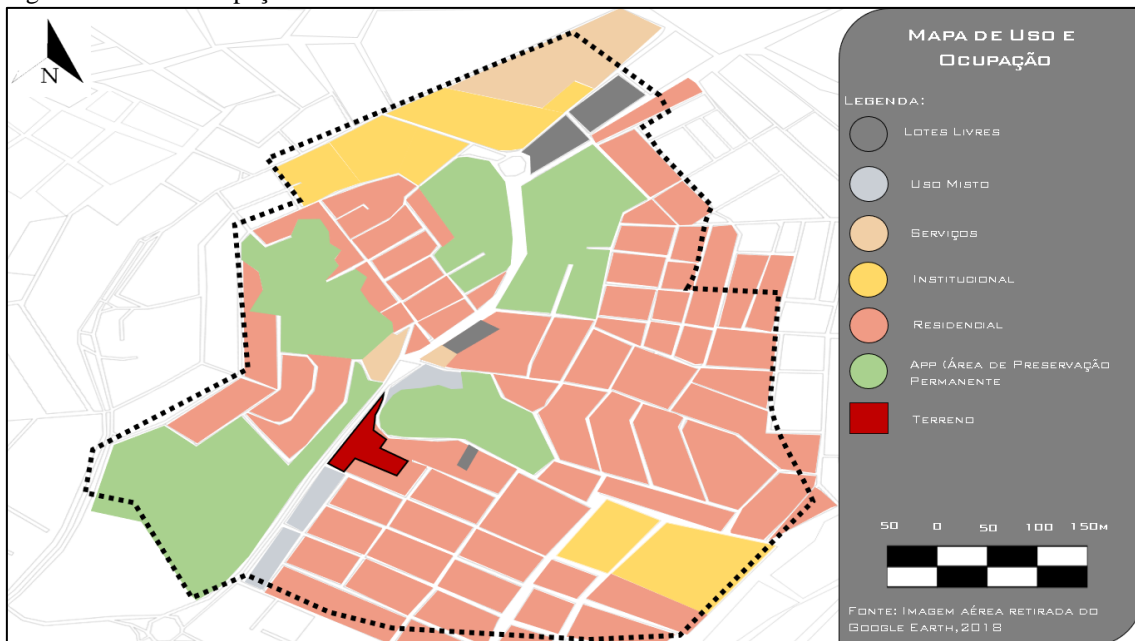 N
MAPA DE USO E
OCUPAÇÃO
LEGENDA:
LOTES LIVRES
USO MISTO
SERVIÇOS
INSTITUCIONAL
RESIDENCIAL
APP (ÁREA DE PRESERVAÇÃO
PERMANENTE
TERRENO
50 0 50 100 150M
FONTE: IMAGEM AÉREA RETIRADA DO
GOOGLE EARTH, 2018